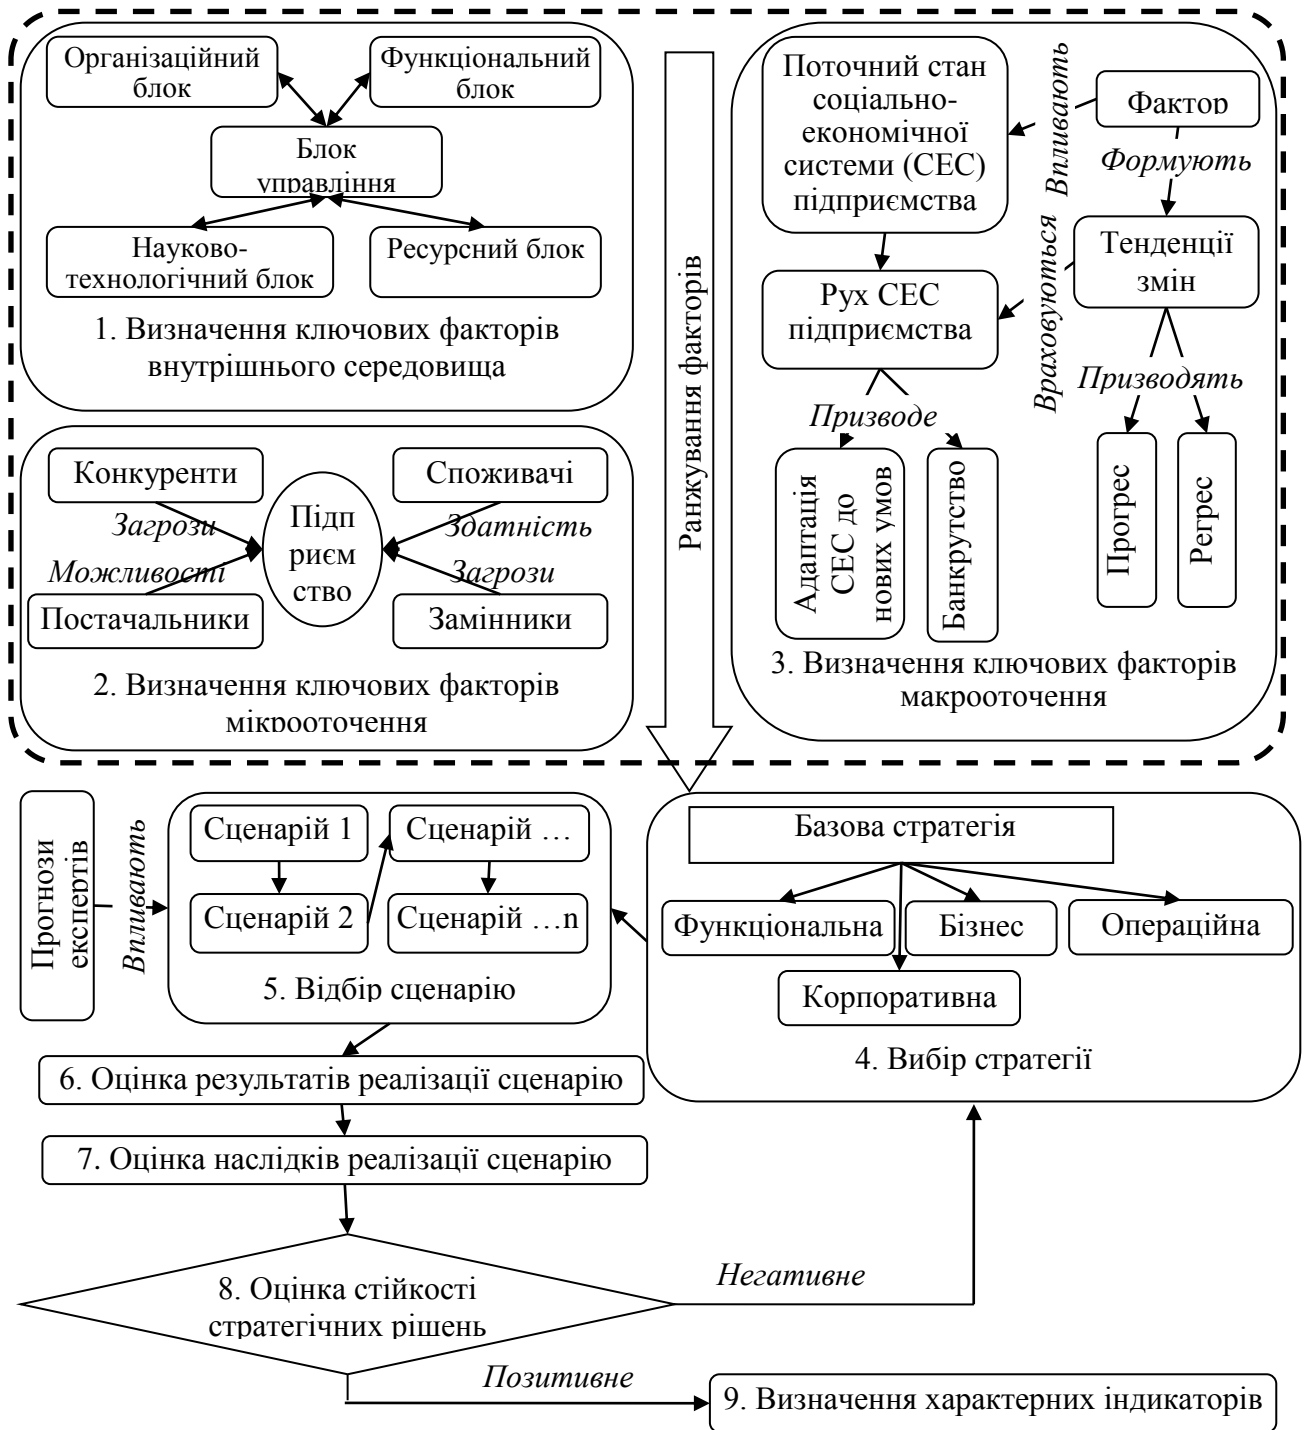 Організаційний
блок
Функціональний
блок
Блок
управління
Науково-
технологічний блок
Ресурсний блок
1. Визначення ключових факторів
внутрішнього середовища
Конкуренти
Споживачі
Загрози
Здатність
Підп
риєм
ство
Можливості
Загрози
Постачальники
Замінники
2. Визначення ключових факторів
мікрооточення
Ранжування факторів
Поточний стан
соціально-
економічної
системи (СЕС)
підприємства
Впливають
Фактор
Формують
Тенденції
змін
Враховуються
Рух СЕС
підприємства
Призводе
Призводять
Адаптація
СЕС до
нових умов
Банкрутство
Прогрес
Регрес
3. Визначення ключових факторів
макрооточення
Прогнози
експертів
Впливають
Сценарій 1
Сценарій …
Сценарій 2
Сценарій …n
5. Відбір сценарію
Базова стратегія
Функціональна
Бізнес
Операційна
Корпоративна
4. Вибір стратегії
6. Оцінка результатів реалізації сценарію
7. Оцінка наслідків реалізації сценарію
8. Оцінка стійкості
стратегічних рішень
Негативне
Позитивне
9. Визначення характерних індикаторів